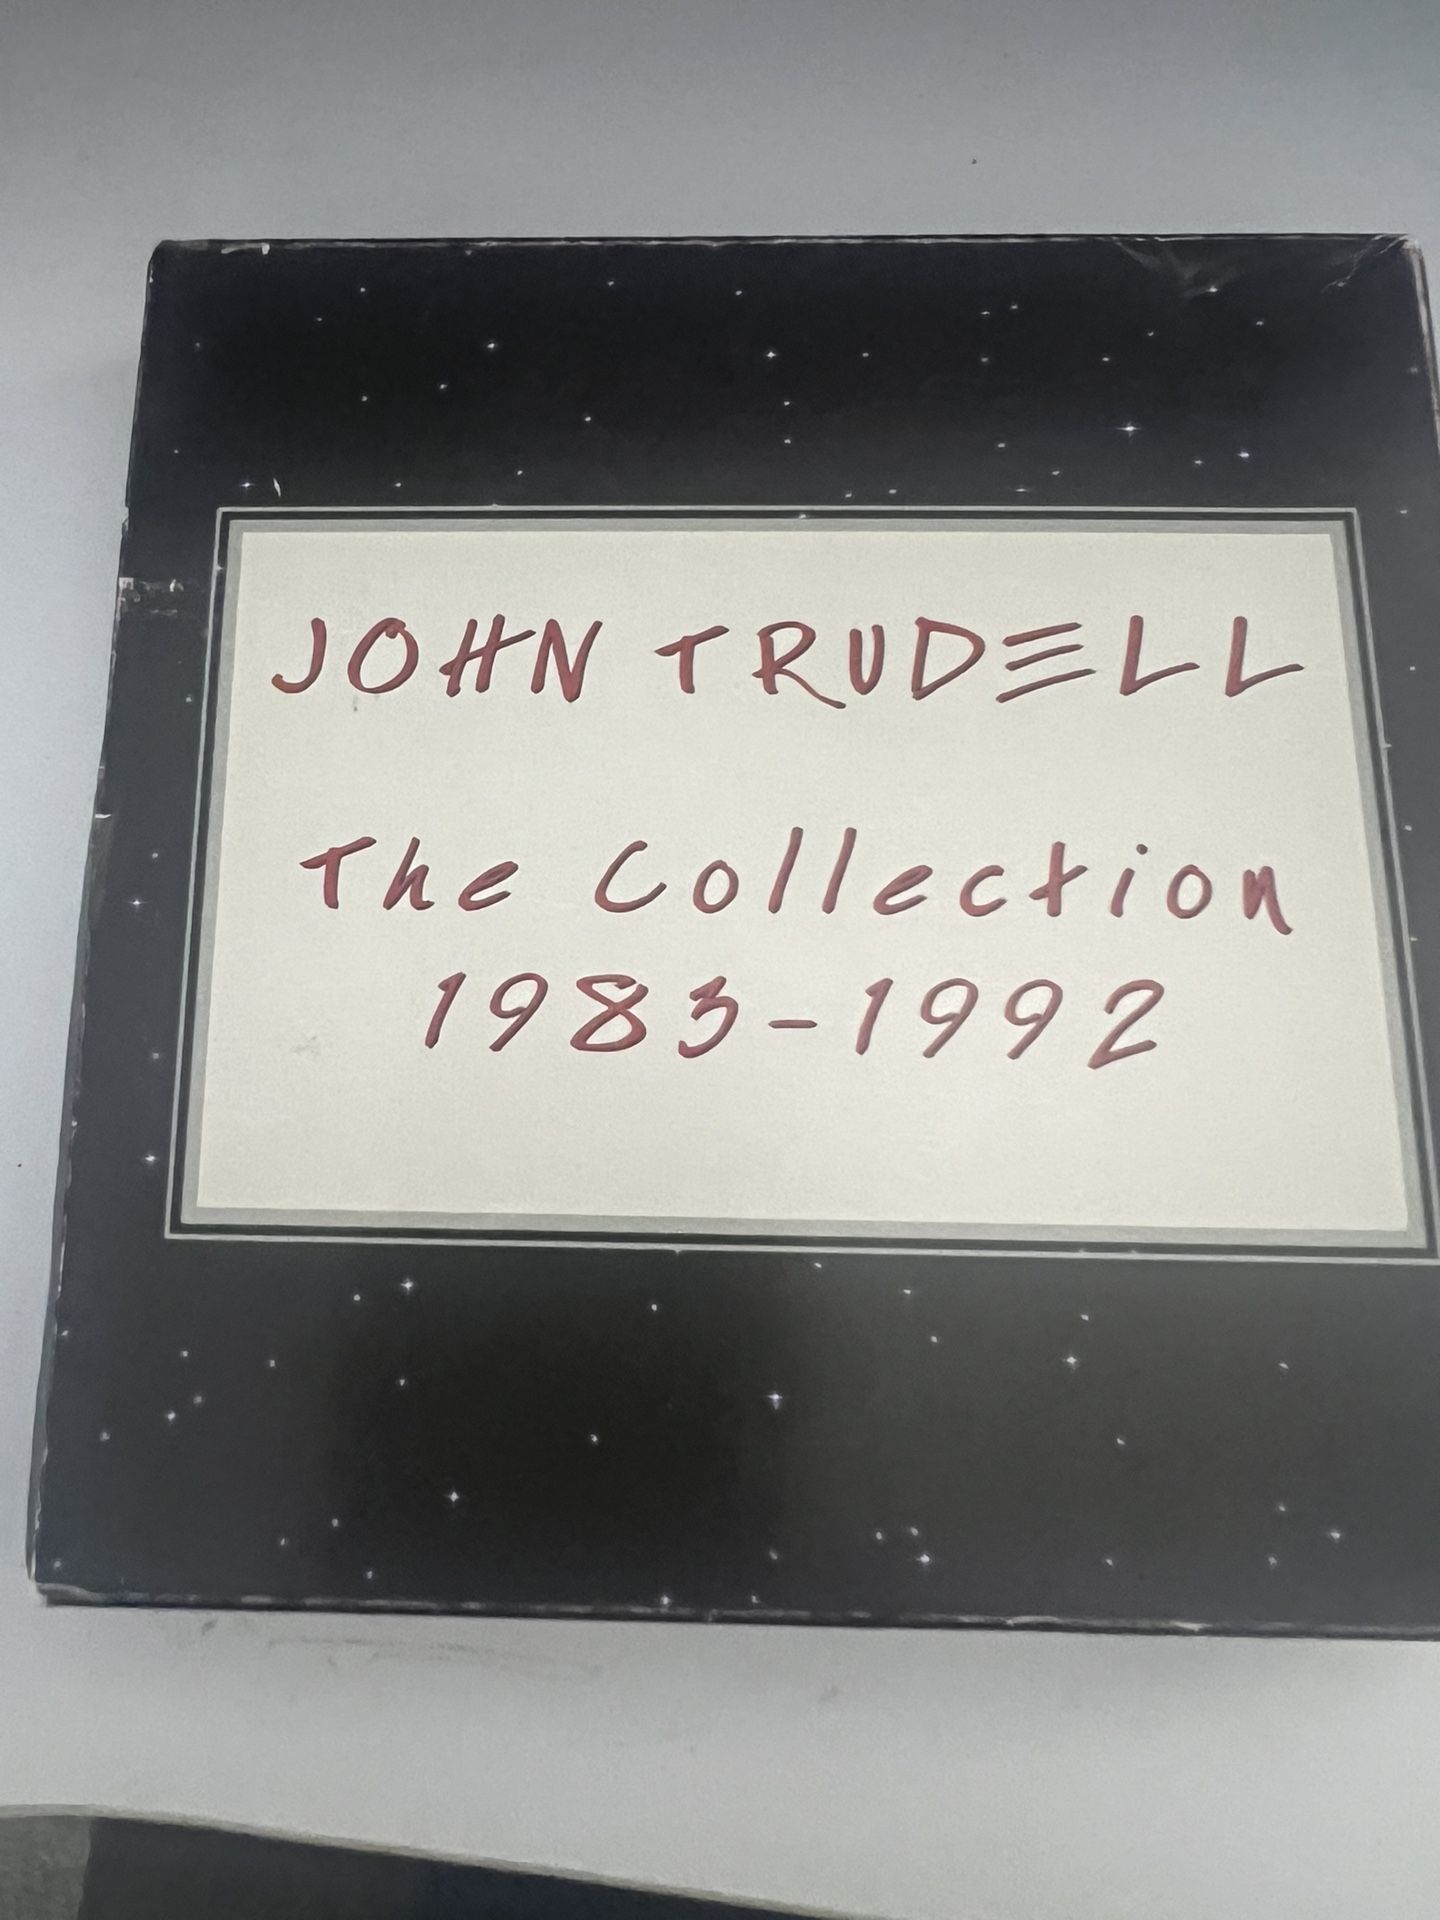 JOHN TRUDELL
The Collection
1983-1992